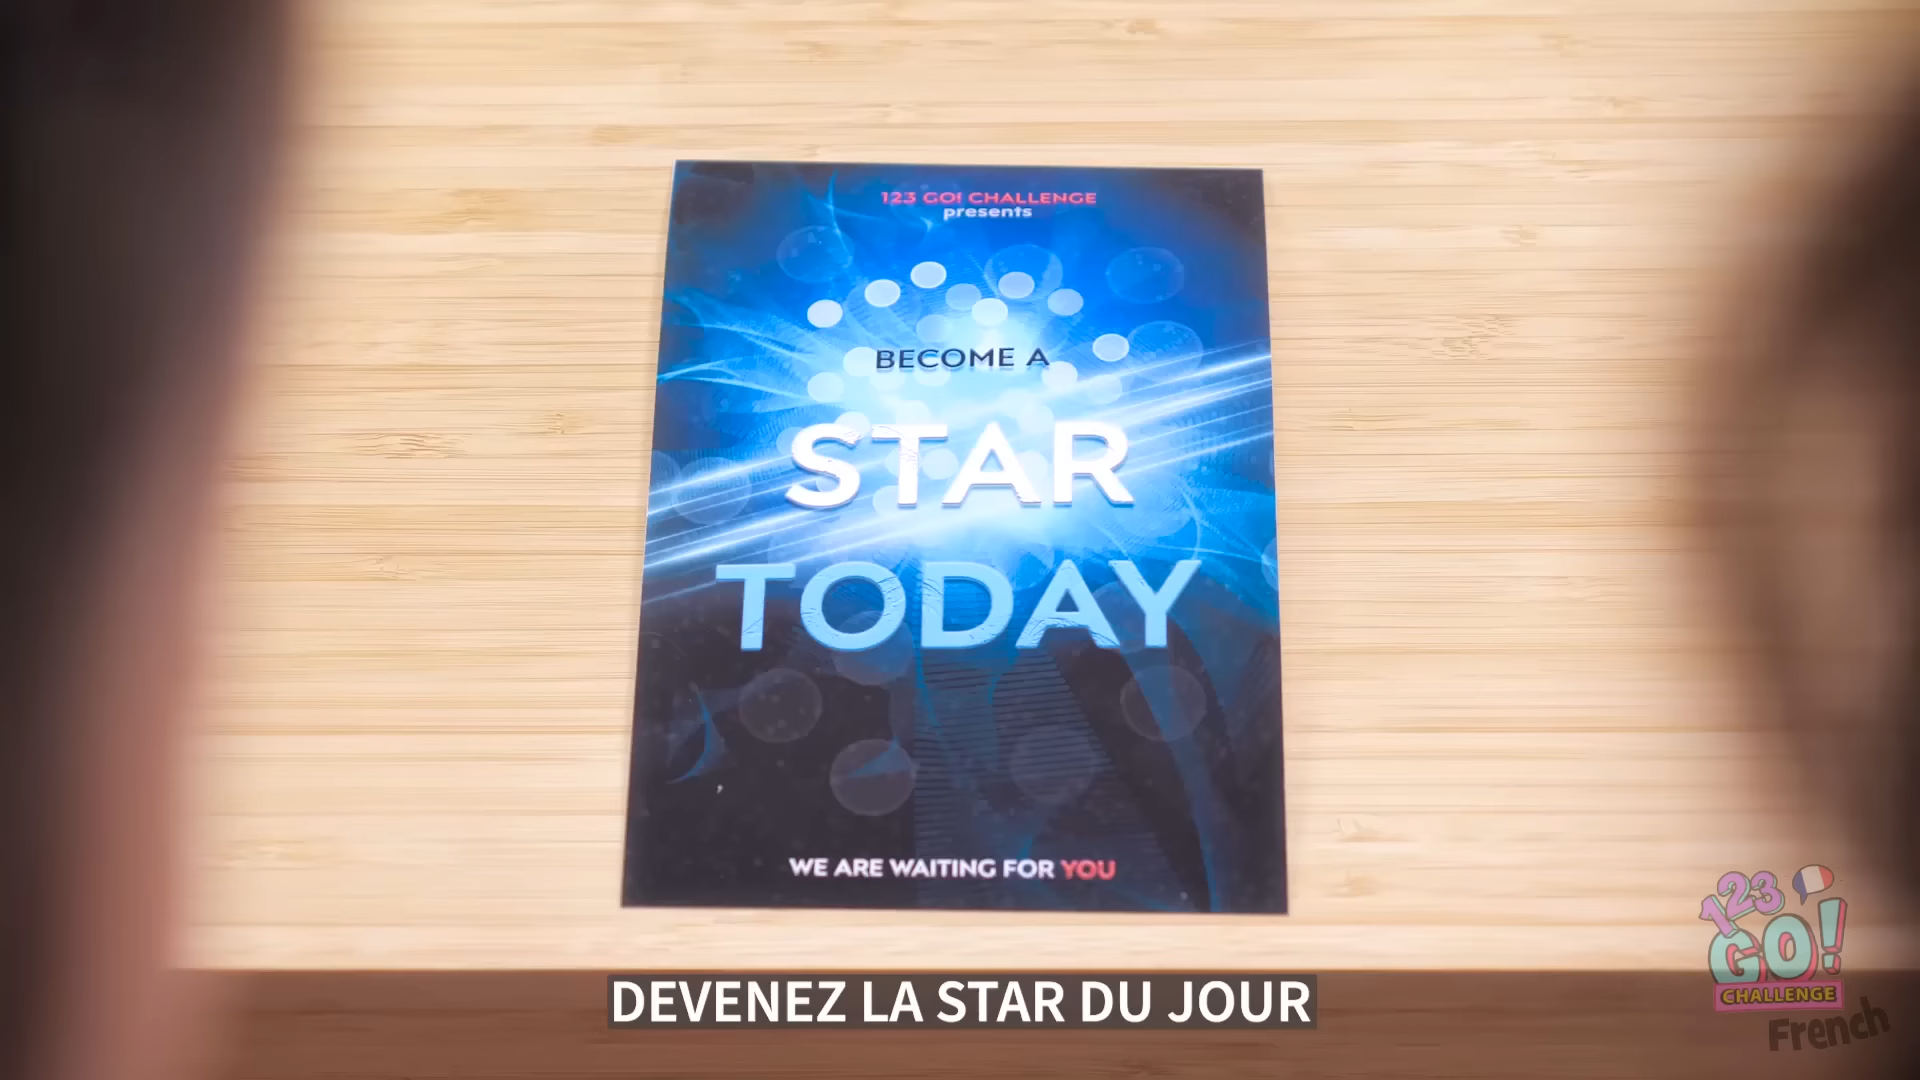 123 GO! CHALLENGE
presents
BECOME A
STAR
TODAY
WE ARE WAITING FOR YOU
123
GO!
CHALLENGE
French
DEVENEZ LA STAR DU JOUR